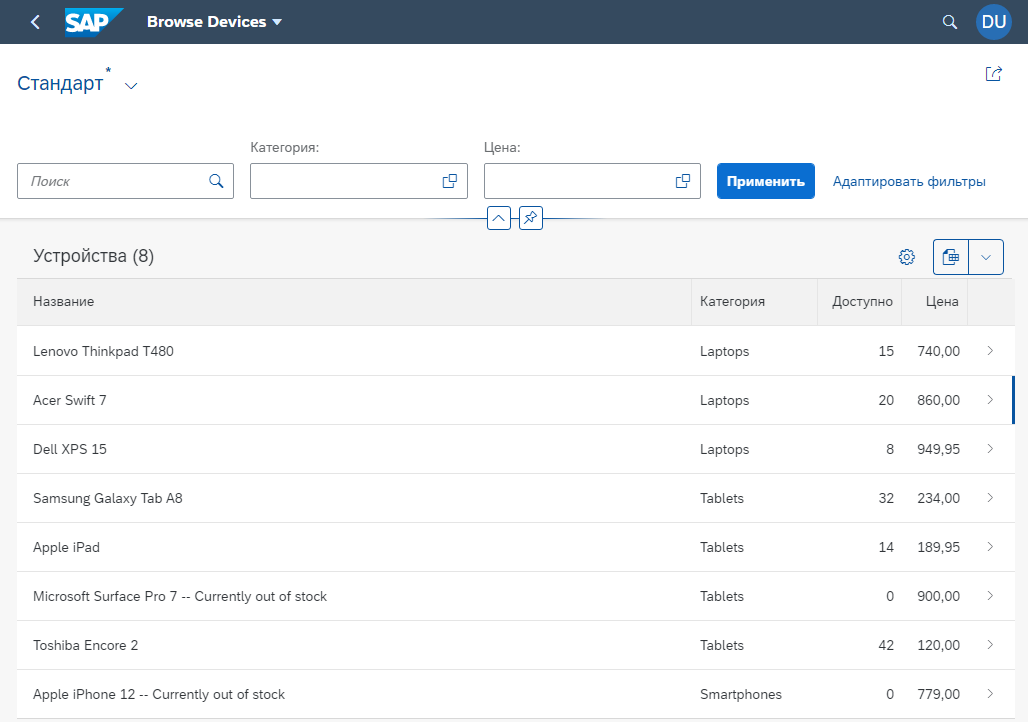 SAP Browse Devices DU
Стандарт *
Категория: Цена:
Поиск Применить Адаптировать фильтры
Устройства (8)
Название Категория Доступно Цена
Lenovo Thinkpad T480 Laptops 15 740,00
Acer Swift 7 Laptops 20 860,00
Dell XPS 15 Laptops 8 949,95
Samsung Galaxy Tab A8 Tablets 32 234,00
Apple iPad Tablets 14 189,95
Microsoft Surface Pro 7 -- Currently out of stock Tablets 0 900,00
Toshiba Encore 2 Tablets 42 120,00
Apple iPhone 12 -- Currently out of stock Smartphones 0 779,00